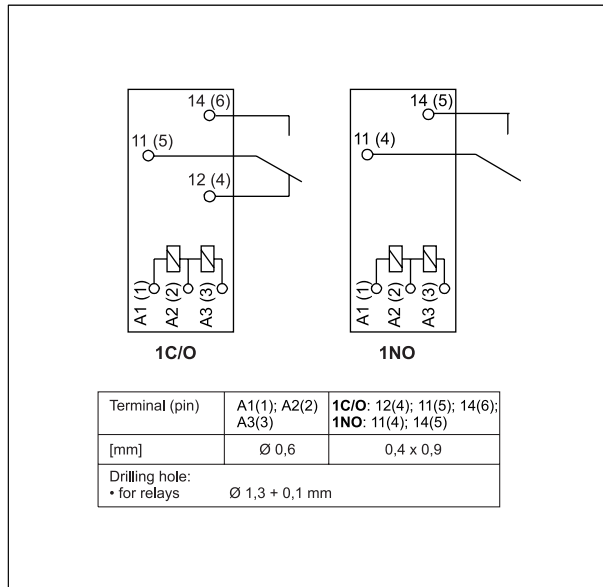 14 (6)
11 (5)
12 (4)
A1 (1)
A2 (2)
A3 (3)
1C/O
14 (5)
11 (4)
A1 (1)
A2 (2)
A3 (3)
1NO
Terminal (pin)
A1(1); A2(2)
A3(3)
1C/O: 12(4); 11(5); 14(6);
1NO: 11(4); 14(5)
[mm]
Ø 0,6
0,4 x 0,9
Drilling hole:
• for relays Ø 1,3 + 0,1 mm